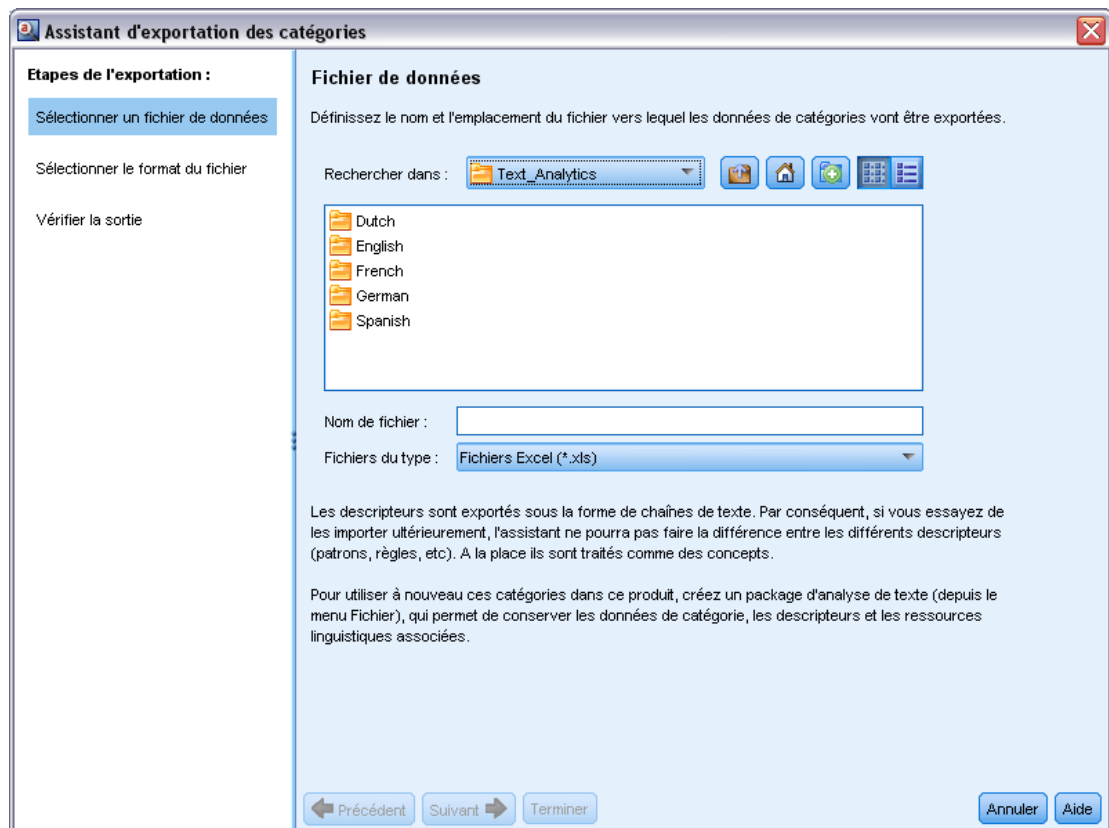 Assistant d'exportation des catégories
Etapes de l'exportation :
Sélectionner un fichier de données
Sélectionner le format du fichier
Vérifier la sortie
Fichier de données
Définissez le nom et l'emplacement du fichier vers lequel les données de catégories vont être exportées.
Rechercher dans :
Text_Analytics
Dutch
English
French
German
Spanish
Nom de fichier :
Fichiers du type :
Fichiers Excel (*.xls)
Les descripteurs sont exportés sous la forme de chaînes de texte. Par conséquent, si vous essayez de
les importer ultérieurement, l'assistant ne pourra pas faire la différence entre les différents descripteurs
(patrons, règles, etc). A la place ils sont traités comme des concepts.
Pour utiliser à nouveau ces catégories dans ce produit, créez un package d'analyse de texte (depuis le
menu Fichier), qui permet de conserver les données de catégorie, les descripteurs et les ressources
linguistiques associées.
Précédent
Suivant
Terminer
Annuler
Aide